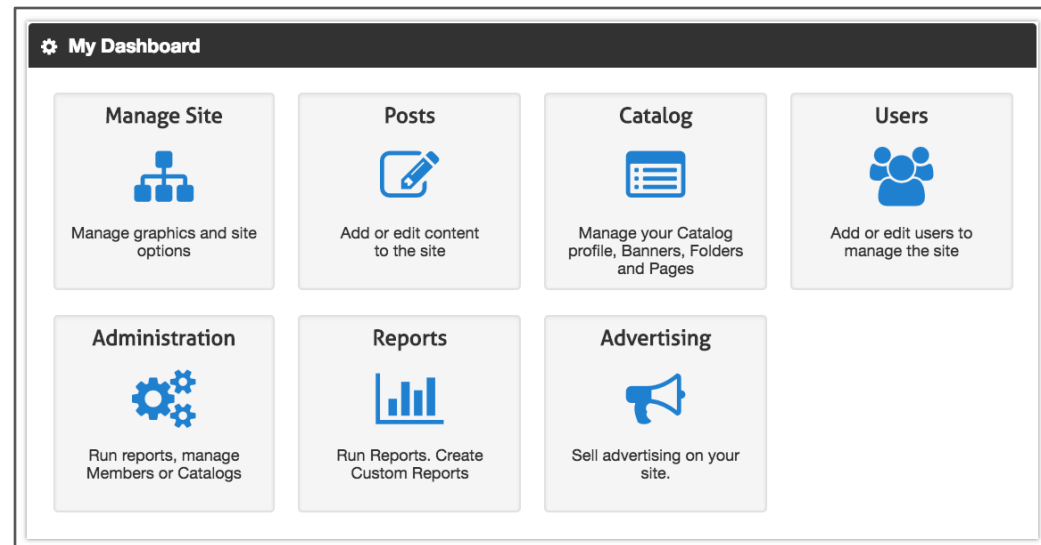 My Dashboard
Manage Site
Manage graphics and site
options
Posts
Add or edit content
to the site
Catalog
Manage your Catalog
profile, Banners, Folders
and Pages
Users
Add or edit users to
manage the site
Administration
Run reports, manage
Members or Catalogs
Reports
Run Reports. Create
Custom Reports
Advertising
Sell advertising on your
site.